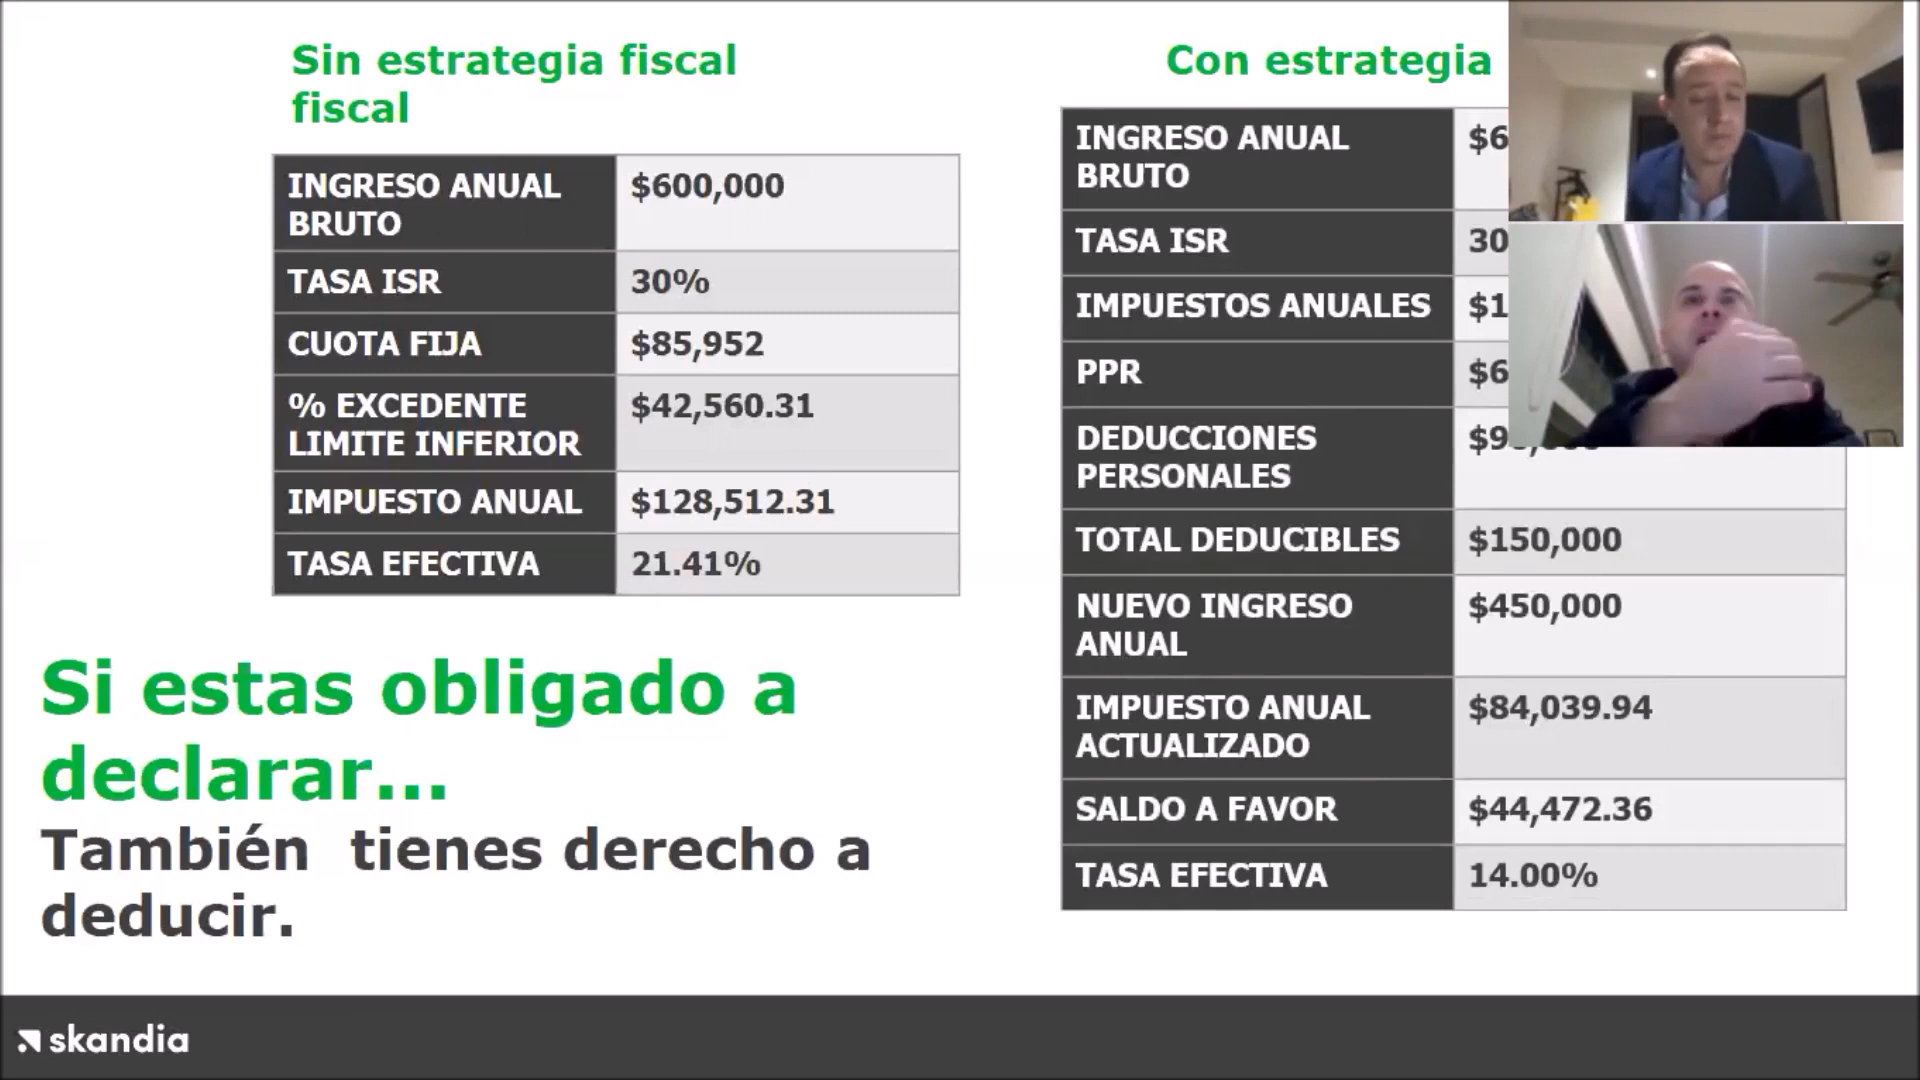 Sin estrategia fiscal
fiscal
INGRESO ANUAL
BRUTO
$600,000
TASA ISR
30%
CUOTA FIJA
$85,952
% EXCEDENTE
LIMITE INFERIOR
$42,560.31
IMPUESTO ANUAL
$128,512.31
TASA EFECTIVA
21.41%
Si estas obligado a
declarar...
También tienes derecho a
deducir.
Con estrategia
INGRESO ANUAL
BRUTO
$6
TASA ISR
30
IMPUESTOS ANUALES
$1
PPR
$6
DEDUCCIONES
PERSONALES
TOTAL DEDUCIBLES
$150,000
NUEVO INGRESO
ANUAL
$450,000
IMPUESTO ANUAL
ACTUALIZADO
$84,039.94
SALDO A FAVOR
$44,472.36
TASA EFECTIVA
14.00%
skandia